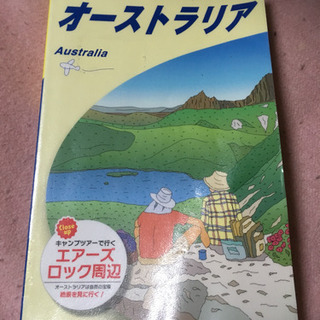 オーストラリア
Australia
Close up
キャンプツアーで行く
エアーズ
ロック周辺
オーストラリアは自然の宝庫
絶景を見に行く!